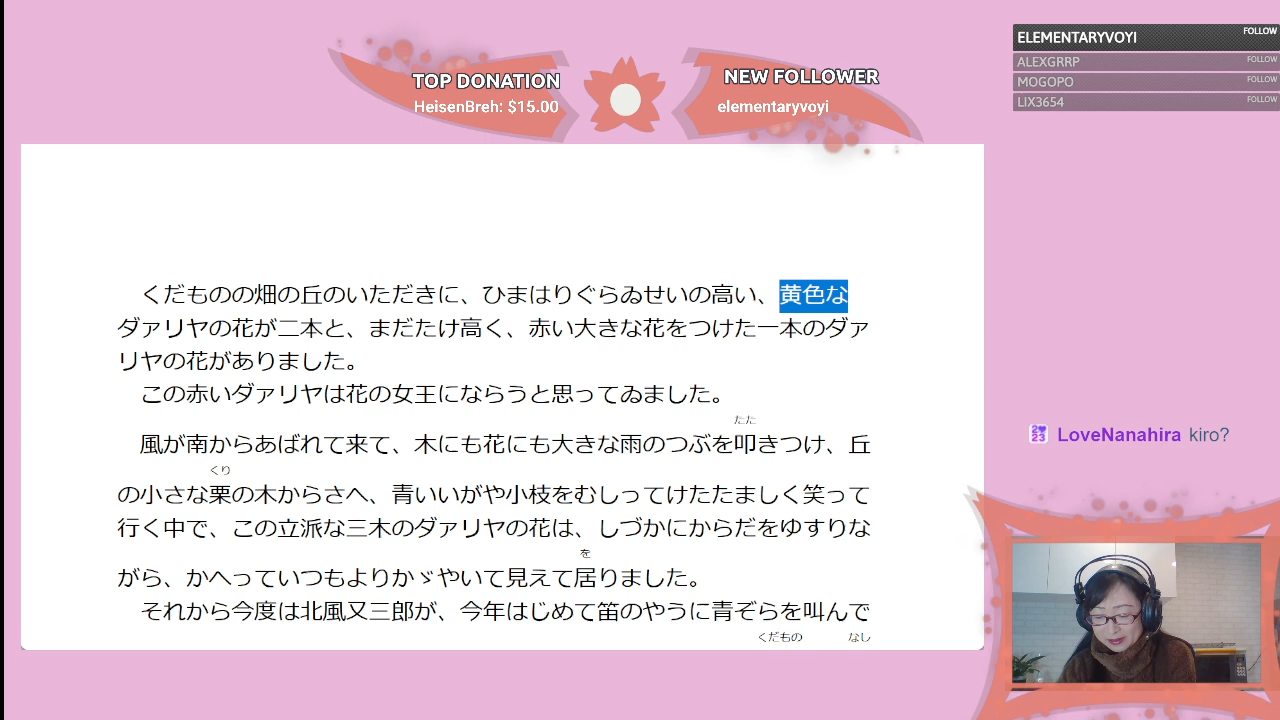 TOP DONATION
HeisenBreh: $15.00
NEW FOLLOWER
elementaryvoyi
ELEMENTARYVOYI FOLLOW
ALEXGRRP FOLLOW
MOGOPO FOLLOW
LIX3654 FOLLOW
くだものの畑の丘のいただきに、ひまはりぐらゐせいの高い、黄色な
ダァリヤの花が二本と、まだたけ高く、赤い大きな花をつけた一本のダァ
リヤの花がありました。
この赤いダァリヤは花の女王にならうと思ってゐました。
たた
風が南からあばれて来て、木にも花にも大きな雨のつぶを叩きつけ、丘
くり
の小さな栗の木からさへ、青いいがや小枝をむしってけたたましく笑って
行く中で、この立派な三木のダァリヤの花は、しづかにからだをゆすりな
を
がら、かへっていつもよりかゞやいて見えて居りました。
それから今度は北風又三郎が、今年はじめて笛のやうに青ぞらを叫んで
くだもの なし
LoveNanahira kiro?